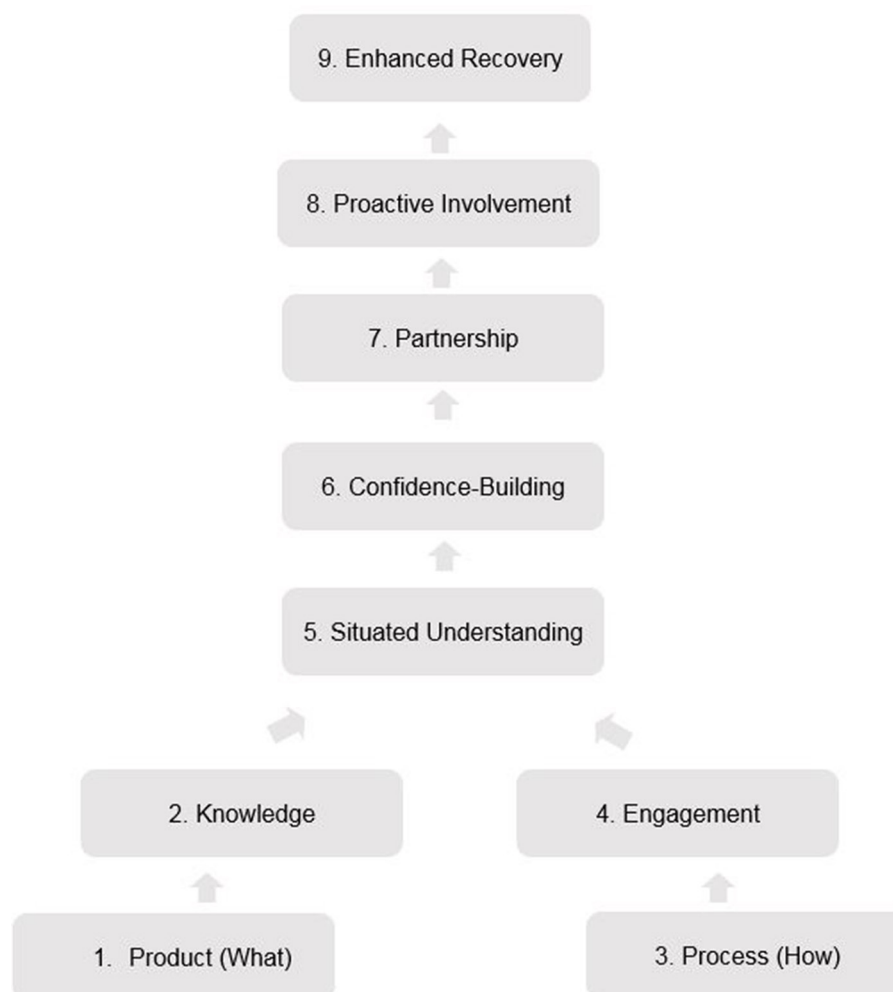 9. Enhanced Recovery
8. Proactive Involvement
7. Partnership
6. Confidence-Building
5. Situated Understanding
2. Knowledge
4. Engagement
1. Product (What)
3. Process (How)